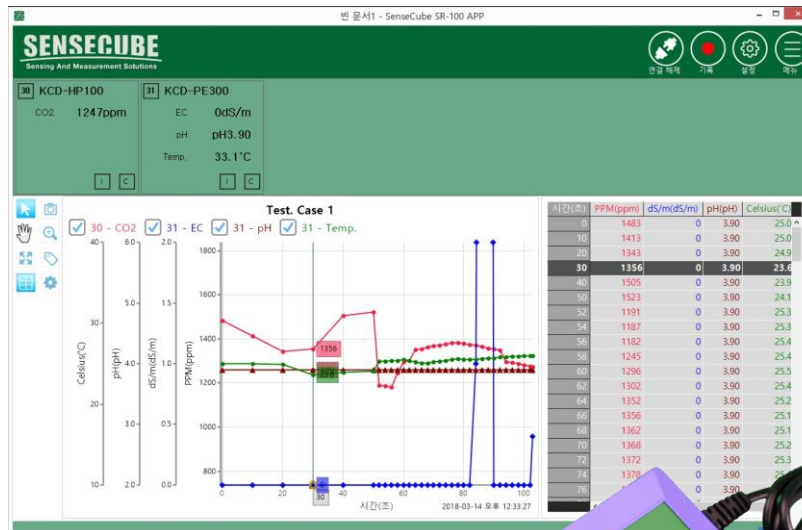 빈 문서1 - SenseCube SR-100 APP
SENSECUBE
Sensing And Measurement Solutions
연결 해제 기록 설정 메뉴
30 KCD-HP100
CO2 1247ppm
I C
31 KCD-PE300
EC 0dS/m
pH pH3.90
Temp. 33.1°C
I C
Test. Case 1
30 - CO2 31 - EC 31 - pH 31 - Temp.
40 30 20 10
Celsius(°C)
6.0 5.0 4.0 3.0 2.0
pH(pH)
2.0 1.5 1.0 0.5 0.0
dS/m(dS/m)
1800 1600 1400 1200 1000 800
PPM(ppm)
1356
0
30
0 20 40 60 80 100
시간(초)
2018-03-14 오후 12:33:27
시간(초) PPM(ppm) dS/m(dS/m) pH(pH) Celsius(°C)
0 1483 0 3.90 25.0
10 1413 0 3.90 25.0
20 1343 0 3.90 24.9
30 1356 0 3.90 23.6
40 1505 0 3.90 23.9
50 1523 0 3.90 24.1
52 1191 0 3.90 25.3
54 1187 0 3.90 25.3
56 1182 0 3.90 25.4
58 1245 0 3.90 25.4
60 1296 0 3.90 25.5
62 1302 0 3.90 25.4
64 1352 0 3.90 25.2
66 1356 0 3.90 25.1
68 1362 0 3.90 25.1
70 1368 0 3.90 25.2
72 1372 0 3.90 25.3
74 1378 0 3.90
76 0 3.90